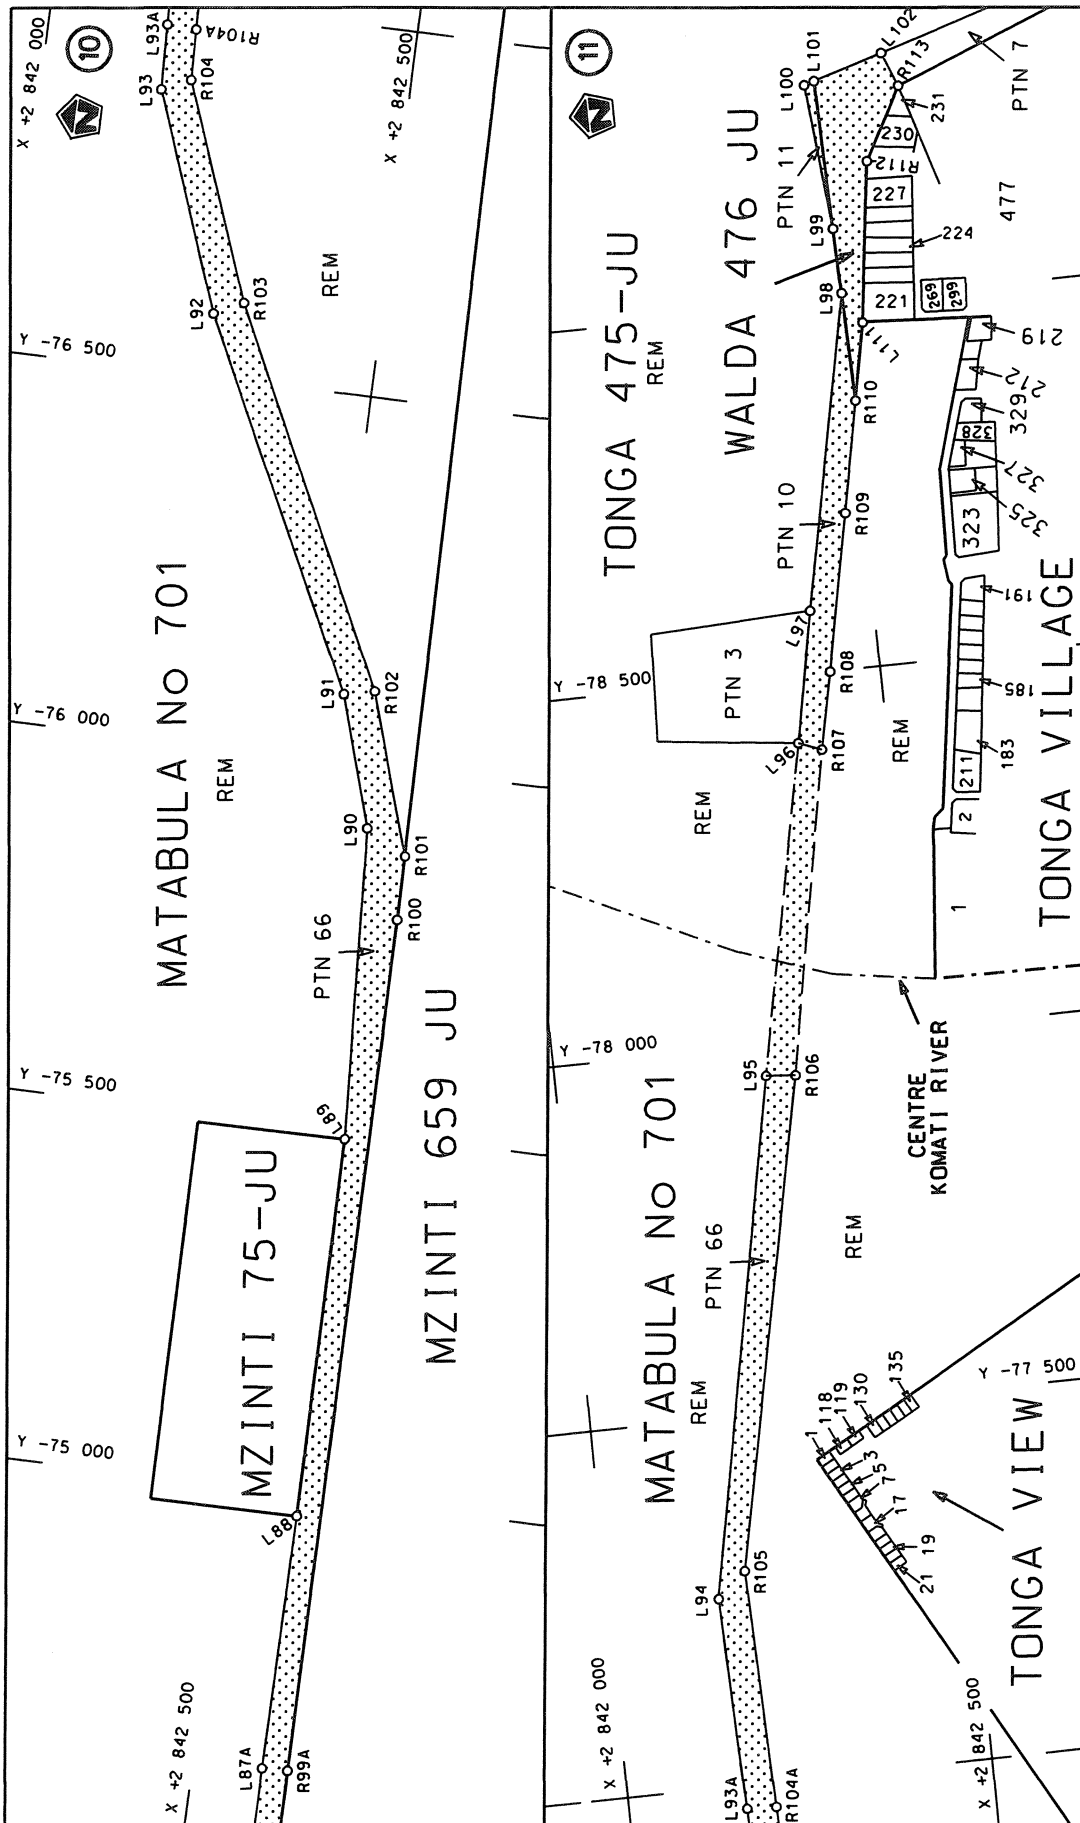 10
N
X +2 842 000
L93A
R104A
L93
R104
X +2 842 500
L92
R103
REM
Y -76 500
MATABULA No 701
REM
L91
R102
Y -76 000
L90
R101
R100
PTN 66
MZINTI 659 JU
Y -75 500
L89
MZINTI 75-JU
Y -75 000
L88
X +2 842 500
L87A
R99A
11
N
L102
L101
L100
R113
PTN 7
231
230
R112
PTN 11
WALDA 476 JU
477
227
224
L99
L98
221
269
299
TONGA 475-JU
REM
L111
219
212
329
328
327
325
323
R110
PTN 10
R109
191
L97
PTN 3
R108
185
Y -78 500
REM
L96
R107
183
211
2
TONGA VILLAGE
REM
1
CENTRE
KOMATI RIVER
Y -78 000
L95
R106
MATABULA No 701
REM
PTN 66
REM
135
130
119
118
1
3
5
7
17
19
21
Y -77 500
TONGA VIEW
R105
L94
X +2 842 000
X +2 842 500
L93A
R104A